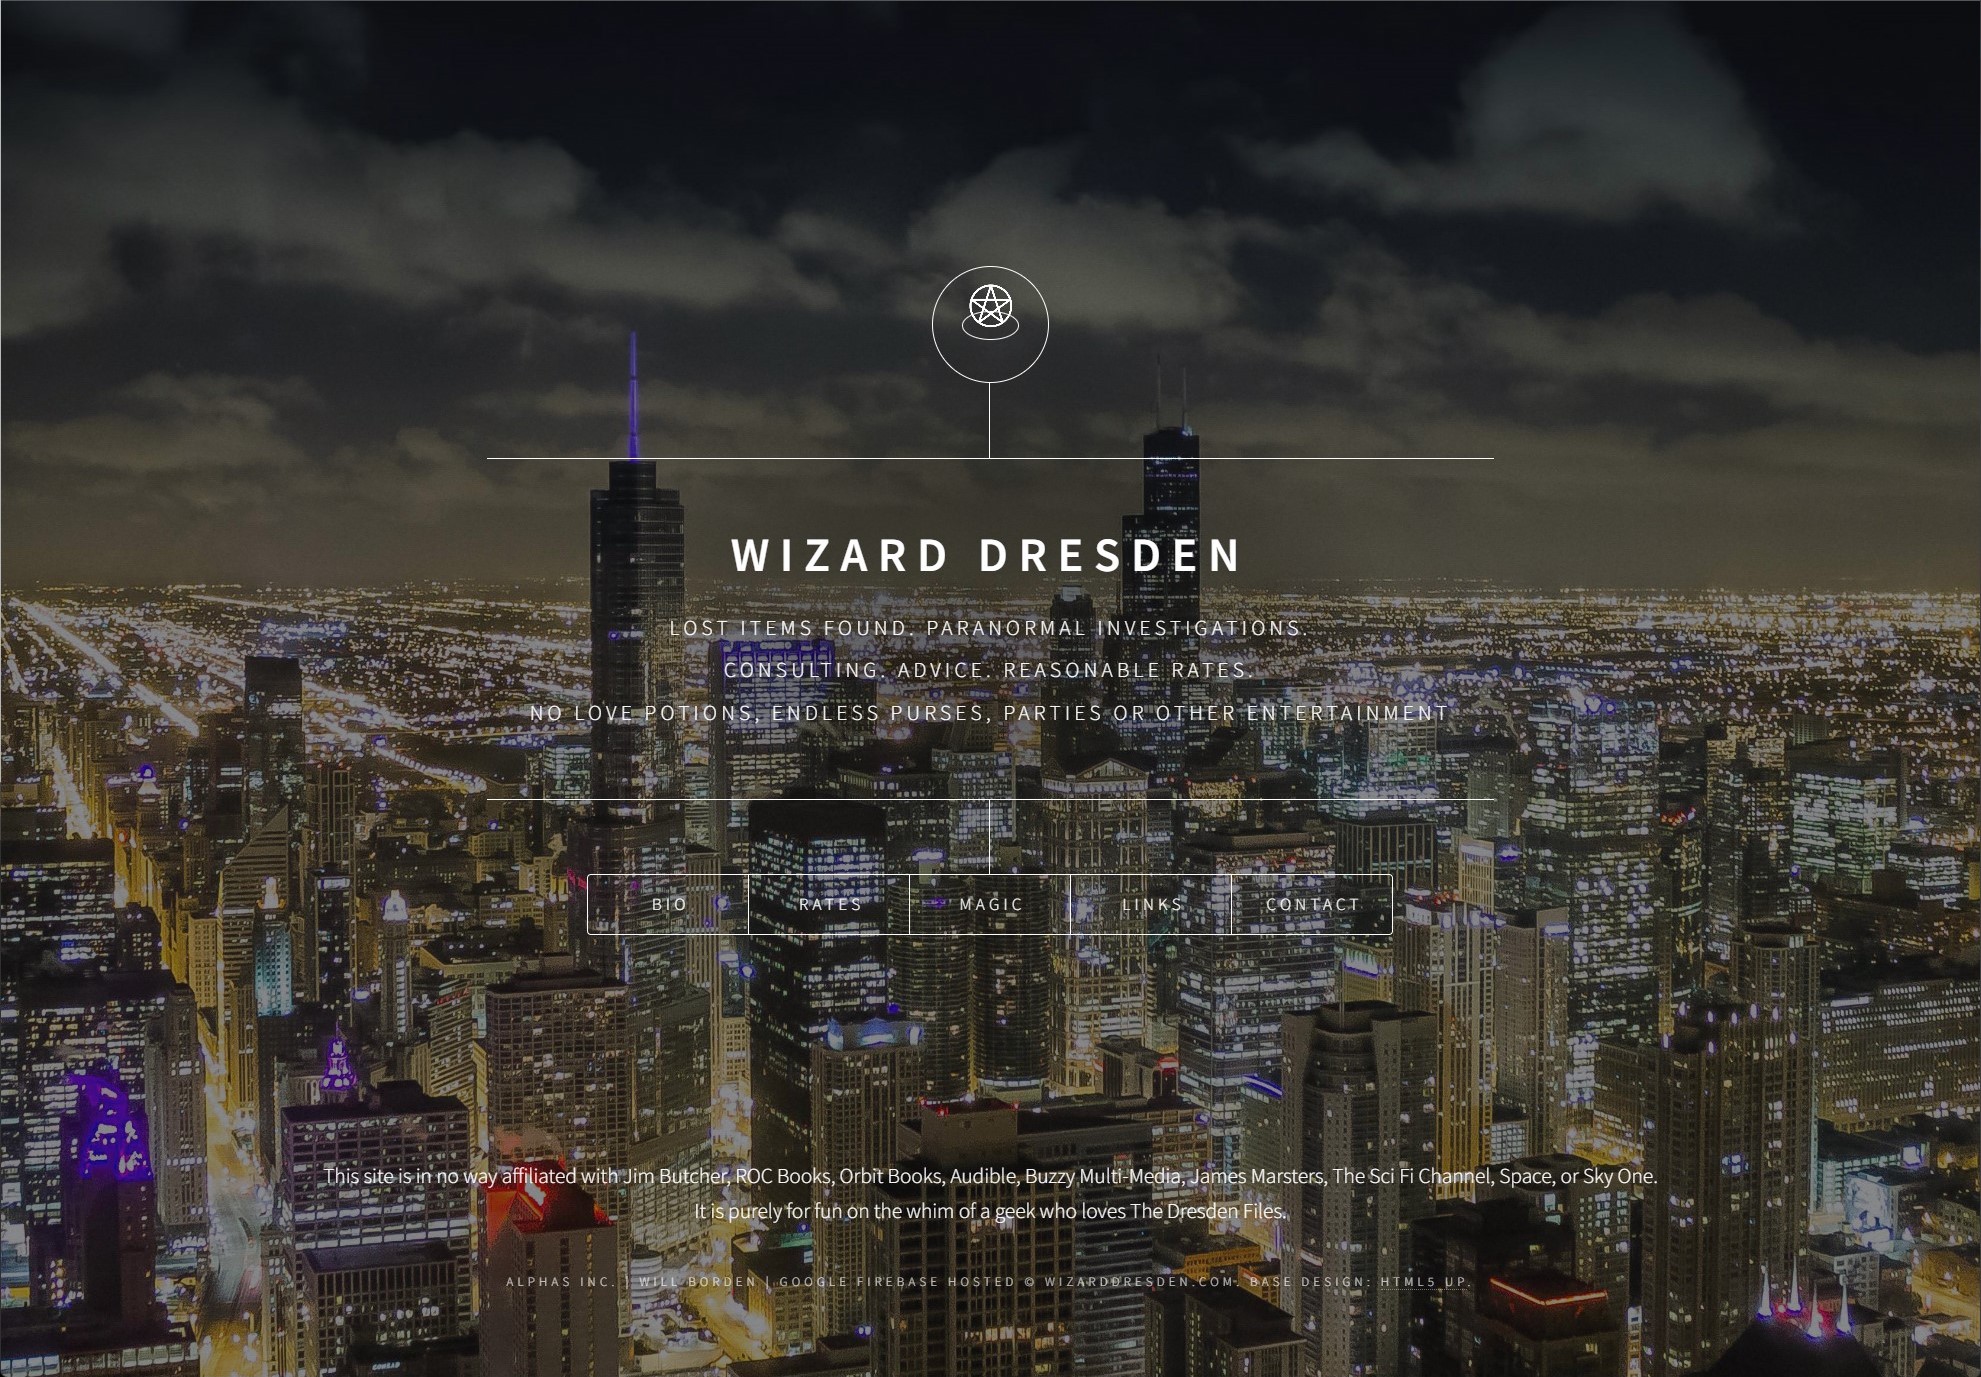 WIZARD DRESDEN
LOST ITEMS FOUND. PARANORMAL INVESTIGATIONS.
CONSULTING. ADVICE. REASONABLE RATES.
NO LOVE POTIONS, ENDLESS PURSES, PARTIES OR OTHER ENTERTAINMENT
BIO RATES MAGIC LINKS CONTACT
This site is in no way affiliated with Jim Butcher, ROC Books, Orbit Books, Audible, Buzzy Multi-Media, James Marsters, The Sci Fi Channel, Space, or Sky One.
It is purely for fun on the whim of a geek who loves The Dresden Files.
ALPHAS INC. | WILL BORDEN | GOOGLE FIREBASE HOSTED © WIZARDDRESDEN.COM. BASE DESIGN: HTML5 UP.
CONRAD